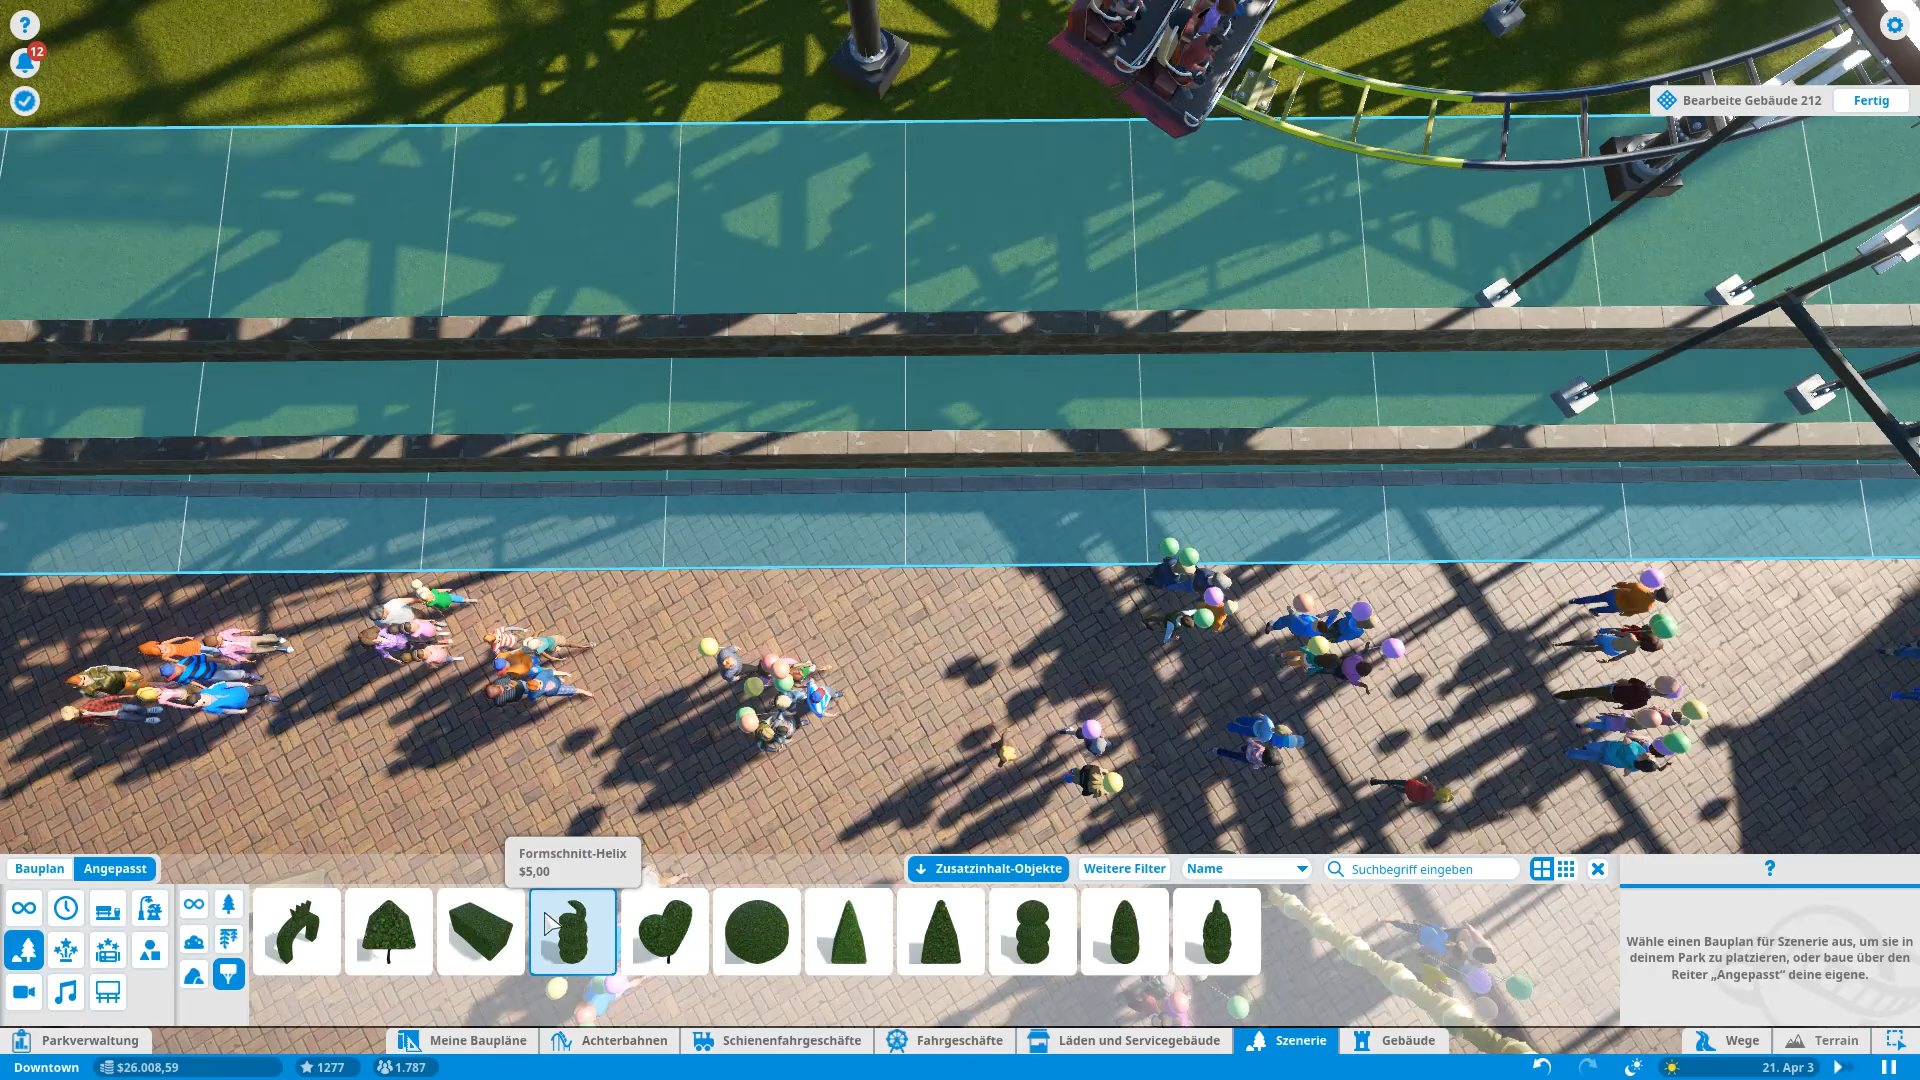 12
Bearbeite Gebäude 212
Fertig
Formschnitt-Helix
$5,00
Bauplan
Angepasst
Zusatzinhalt-Objekte
Weitere Filter
Name
Suchbegriff eingeben
?
Wähle einen Bauplan für Szenerie aus, um sie in
deinem Park zu platzieren, oder baue über den
Reiter „Angepasst“ deine eigene.
Parkverwaltung
Meine Baupläne
Achterbahnen
Schienenfahrgeschäfte
Fahrgeschäfte
Läden und Servicegebäude
Szenerie
Gebäude
Wege
Terrain
Downtown
$26.008,59
1277
1.787
21. Apr 3